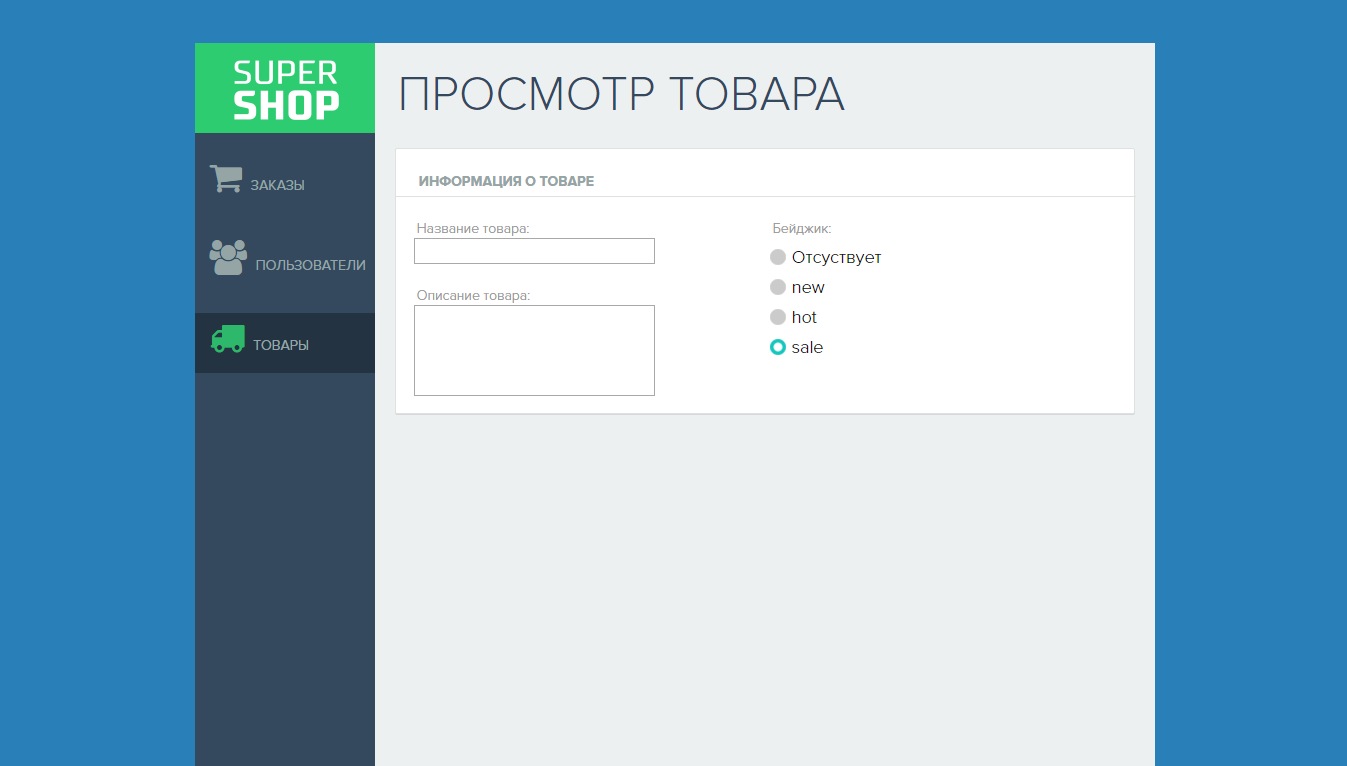 SUPER
SHOP
ПРОСМОТР ТОВАРА
ЗАКАЗЫ
ПОЛЬЗОВАТЕЛИ
ТОВАРЫ
ИНФОРМАЦИЯ О ТОВАРЕ
Название товара:
Описание товара:
Бейджик:
Отсуствует
new
hot
sale